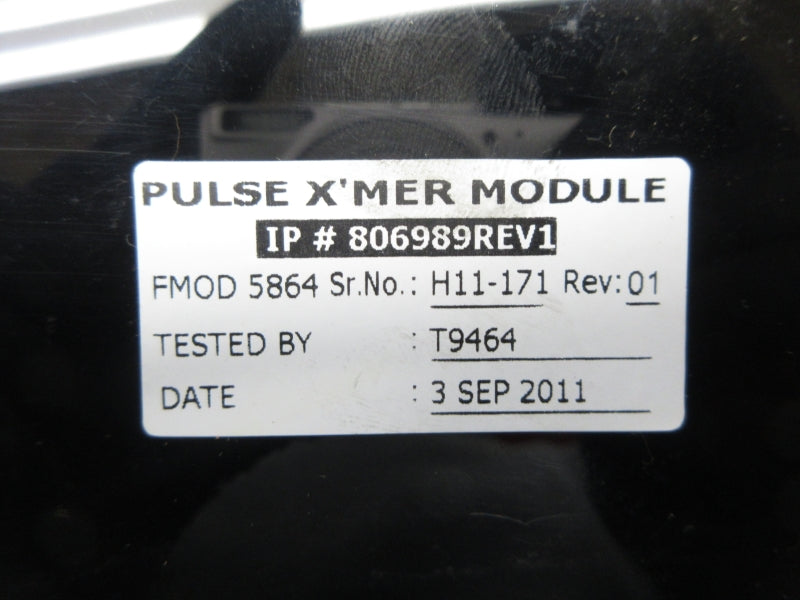 PULSE X'MER MODULE
IP # 806989REV1
FMOD 5864 Sr.No.: H11-171 Rev: 01
TESTED BY : T9464
DATE : 3 SEP 2011